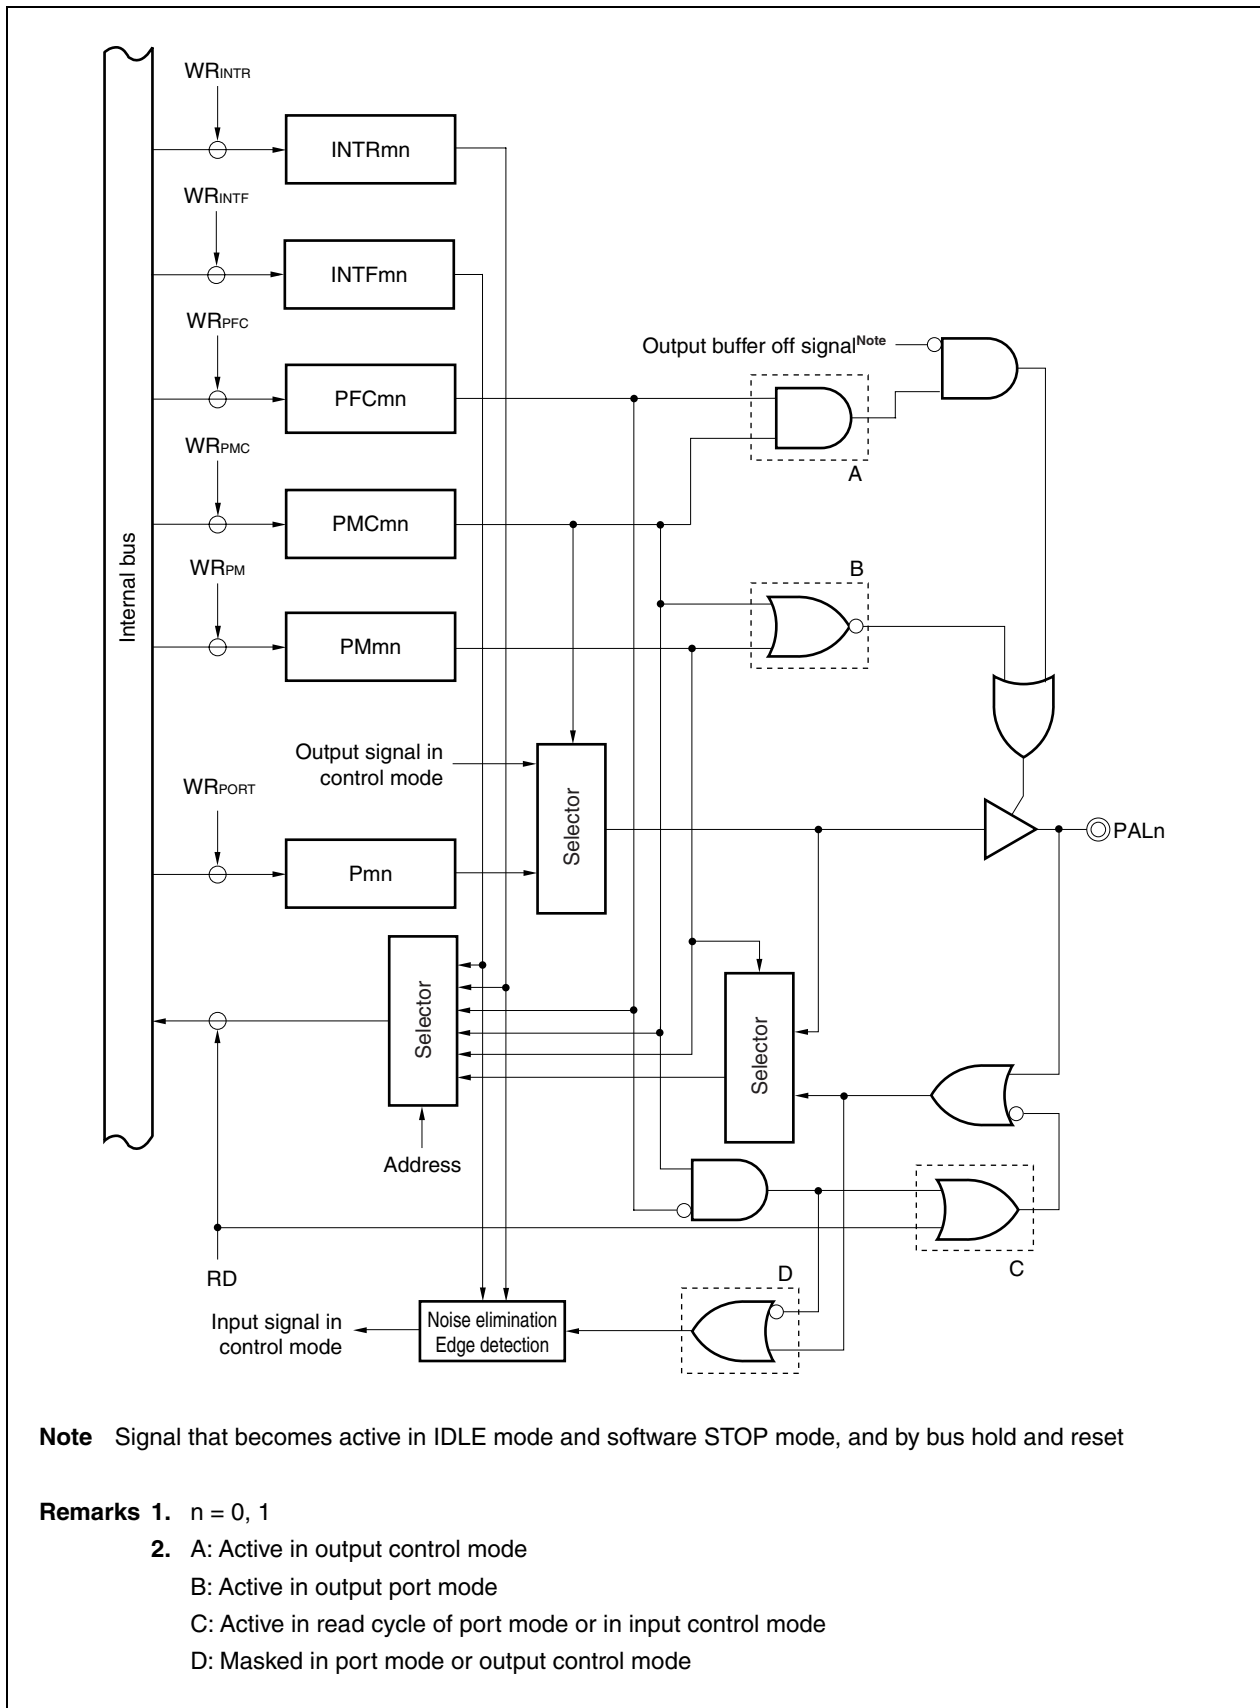 WRINTR
INTRmn
WRINTF
INTFmn
WRPFC
PFCmn
Output buffer off signalNote
A
WRPMC
PMCmn
B
WRPM
PMmn
Internal bus
Output signal in
control mode
Selector
WRPORT
Pmn
PALn
Selector
Selector
Address
RD
C
D
Input signal in
control mode
Noise elimination
Edge detection
Note Signal that becomes active in IDLE mode and software STOP mode, and by bus hold and reset
Remarks 1. n = 0, 1
2. A: Active in output control mode
B: Active in output port mode
C: Active in read cycle of port mode or in input control mode
D: Masked in port mode or output control mode